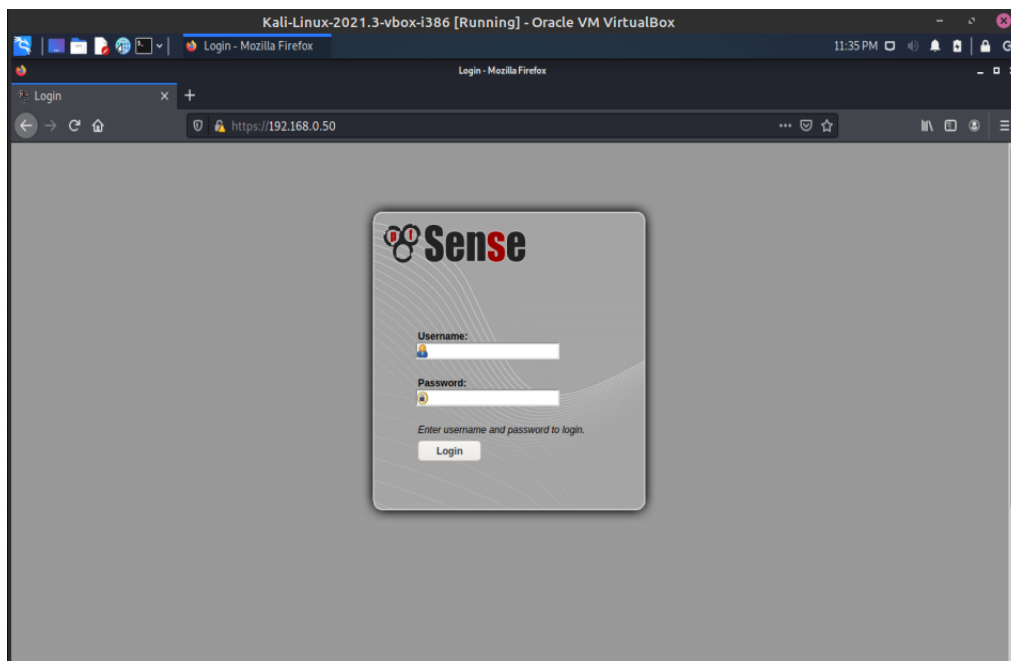 Kali-Linux-2021.3-vbox-i386 [Running] - Oracle VM VirtualBox
Login - Mozilla Firefox
11:35 PM
Login - Mozilla Firefox
Login
https://192.168.0.50
pf Sense
Username:
Password:
Enter username and password to login.
Login